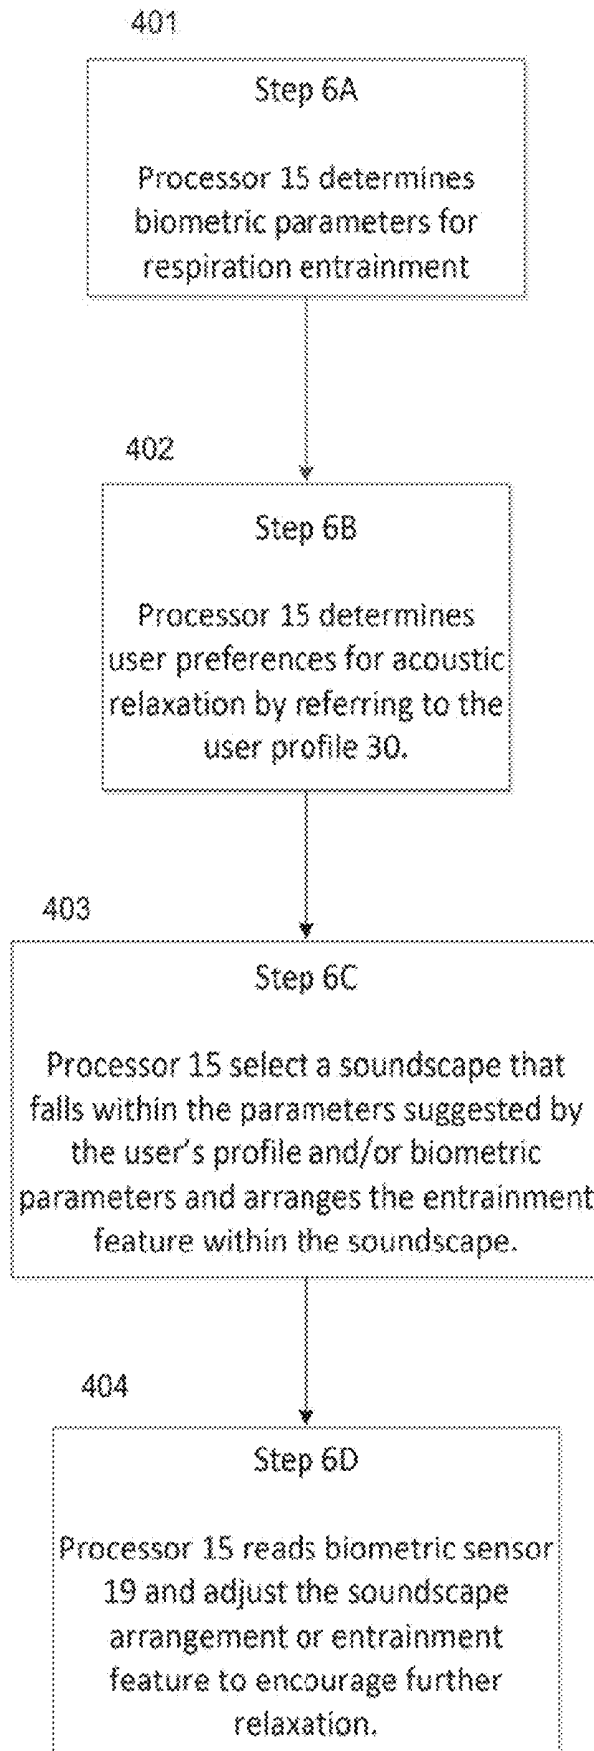 401
Step 6A
Processor 15 determines
biometric parameters for
respiration entrainment
402
Step 6B
Processor 15 determines
user preferences for acoustic
relaxation by referring to the
user profile 30.
403
Step 6C
Processor 15 select a soundscape that
falls within the parameters suggested by
the user's profile and/or biometric
parameters and arranges the entrainment
feature within the soundscape.
404
Step 6D
Processor 15 reads biometric sensor
19 and adjust the soundscape
arrangement or entrainment
feature to encourage further
relaxation.